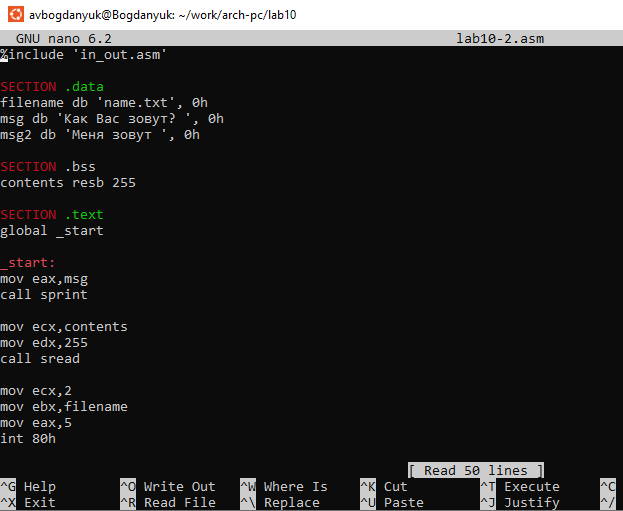 avbogdanyuk@Bogdanyuk: ~/work/arch-pc/lab10
GNU nano 6.2 lab10-2.asm
%include 'in_out.asm'
SECTION .data
filename db 'name.txt', 0h
msg db 'Как Вас зовут? ', 0h
msg2 db 'Меня зовут ', 0h
SECTION .bss
contents resb 255
SECTION .text
global _start
_start:
mov eax,msg
call sprint
mov ecx,contents
mov edx,255
call sread
mov ecx,2
mov ebx,filename
mov eax,5
int 80h
[ Read 50 lines ]
^G Help ^O Write Out ^W Where Is ^K Cut ^T Execute ^C
^X Exit ^R Read File ^\ Replace ^U Paste ^J Justify ^/